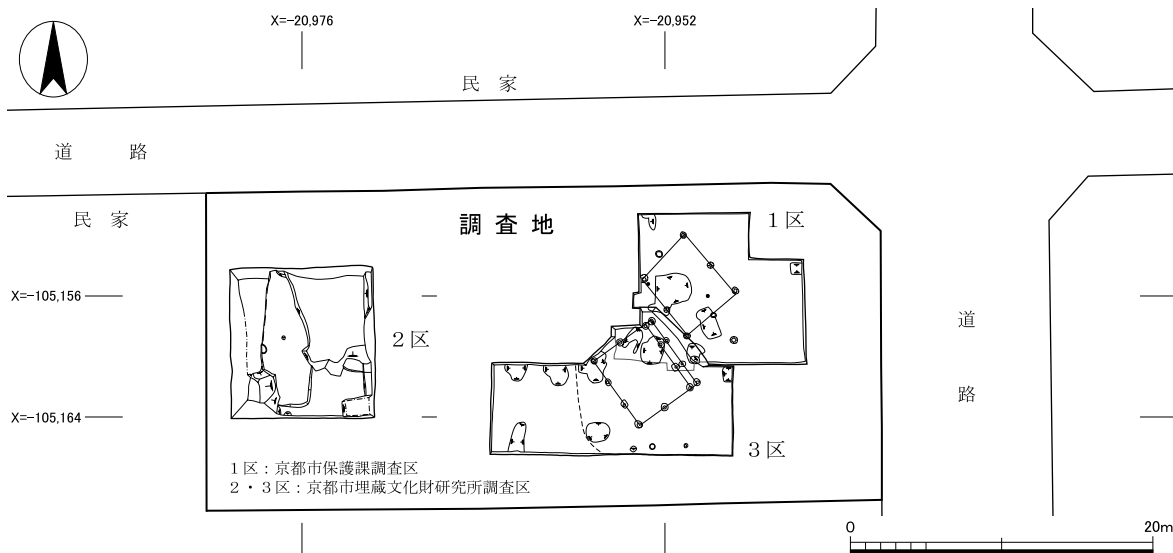 X=-20,976
X=-20,952
民 家
道 路
民 家
調 査 地
1区
X=-105,156
2区
道
路
X=-105,164
3区
1区：京都市保護課調査区
2・3区：京都市埋蔵文化財研究所調査区
0
20m